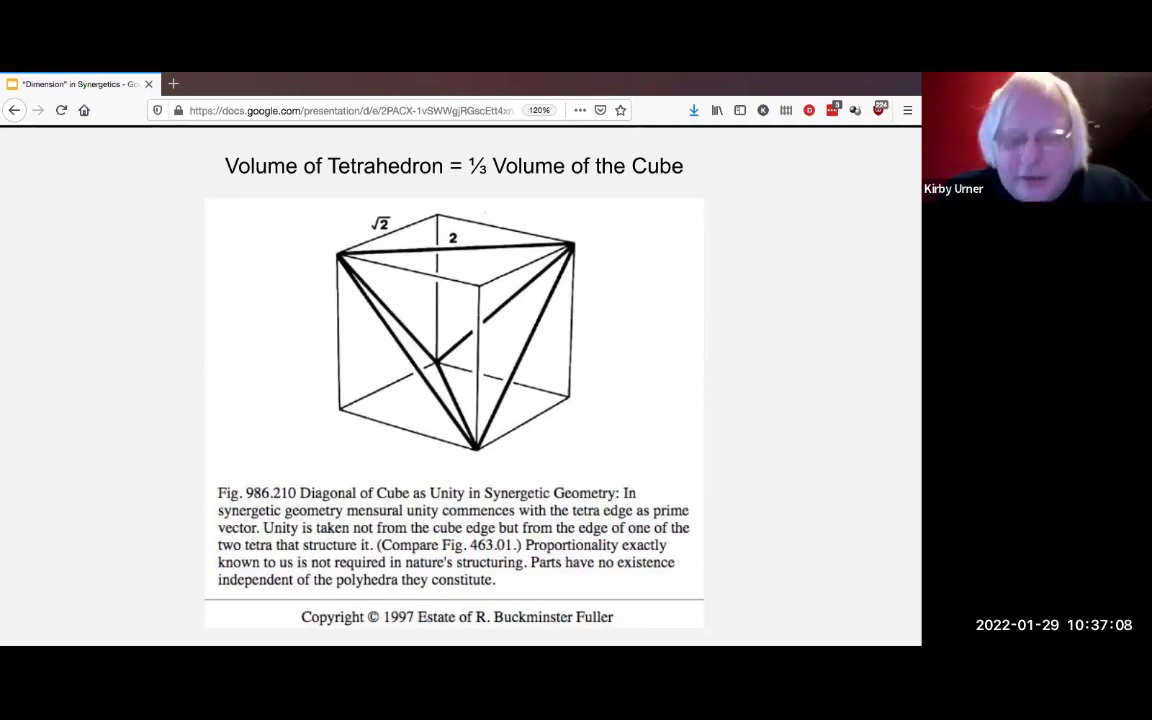 "Dimension" in Synergetics - Go
https://docs.google.com/presentation/d/e/2PACX-1vSWWgjRGscEtt4xn
120%
3
224
Kirby Urner
Volume of Tetrahedron = ⅓ Volume of the Cube
√2
2
Fig. 986.210 Diagonal of Cube as Unity in Synergetic Geometry: In
synergetic geometry mensural unity commences with the tetra edge as prime
vector. Unity is taken not from the cube edge but from the edge of one of the
two tetra that structure it. (Compare Fig. 463.01.) Proportionality exactly
known to us is not required in nature's structuring. Parts have no existence
independent of the polyhedra they constitute.
Copyright © 1997 Estate of R. Buckminster Fuller
2022-01-29 10:37:08